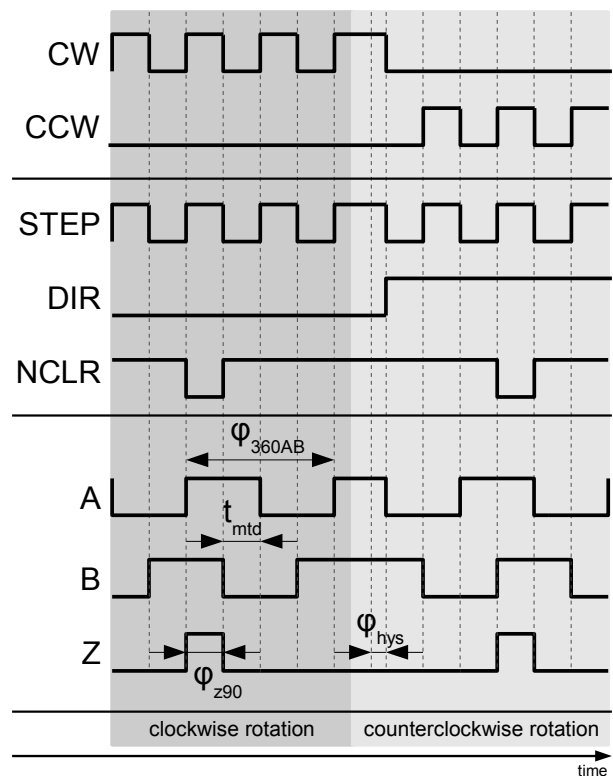 CW
CCW
STEP
DIR
NCLR
φ360AB
A
tmtd
B
φhys
Z
φz90
clockwise rotation counterclockwise rotation
time